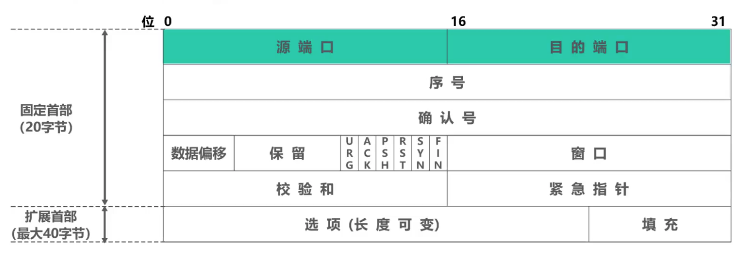 位 0 16 31
源 端 口 目 的 端 口
序 号
确 认 号
固定首部
(20字节)
数据偏移 保 留 URG ACK PSH RST SYN FIN 窗 口
校 验 和 紧 急 指 针
扩展首部
(最大40字节)
选 项 (长 度 可 变) 填 充